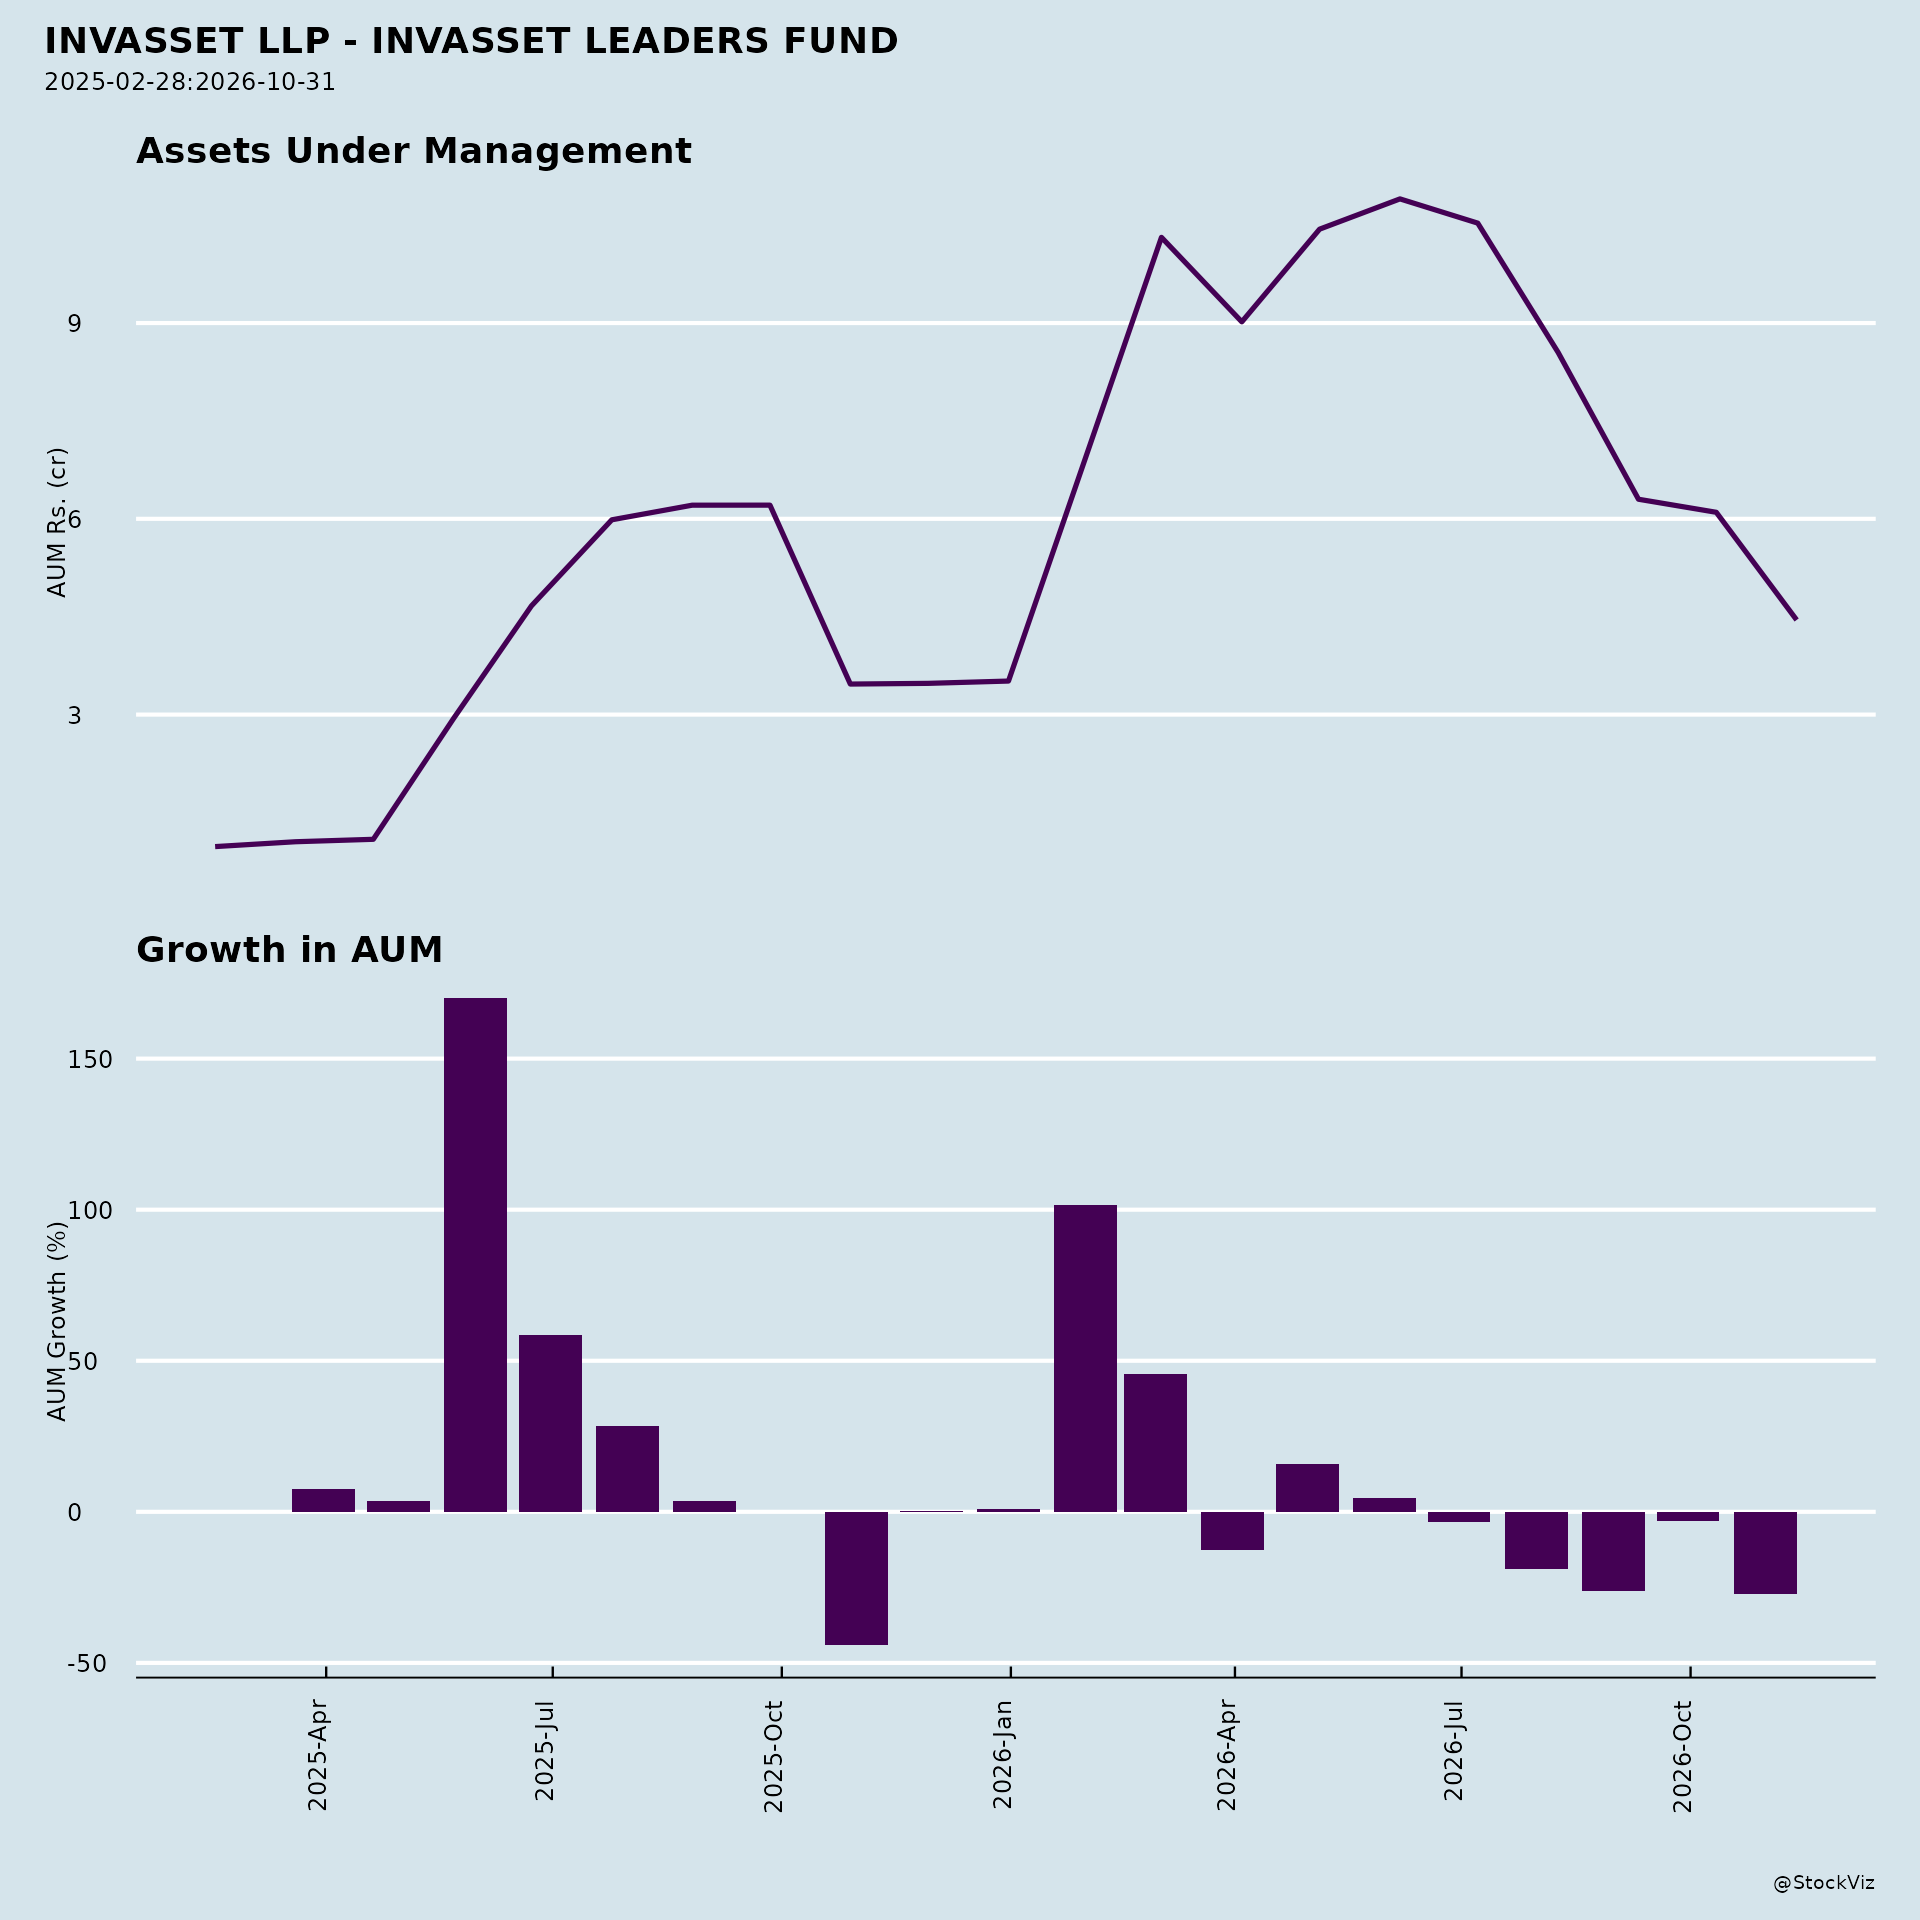 INVASSET LLP - INVASSET LEADERS FUND
2025-02-28:2026-10-31
Assets Under Management
AUM Rs. (cr)
9
6
3
Growth in AUM
AUM Growth (%)
150
100
50
0
-50
2025-Apr
2025-Jul
2025-Oct
2026-Jan
2026-Apr
2026-Jul
2026-Oct
@StockViz